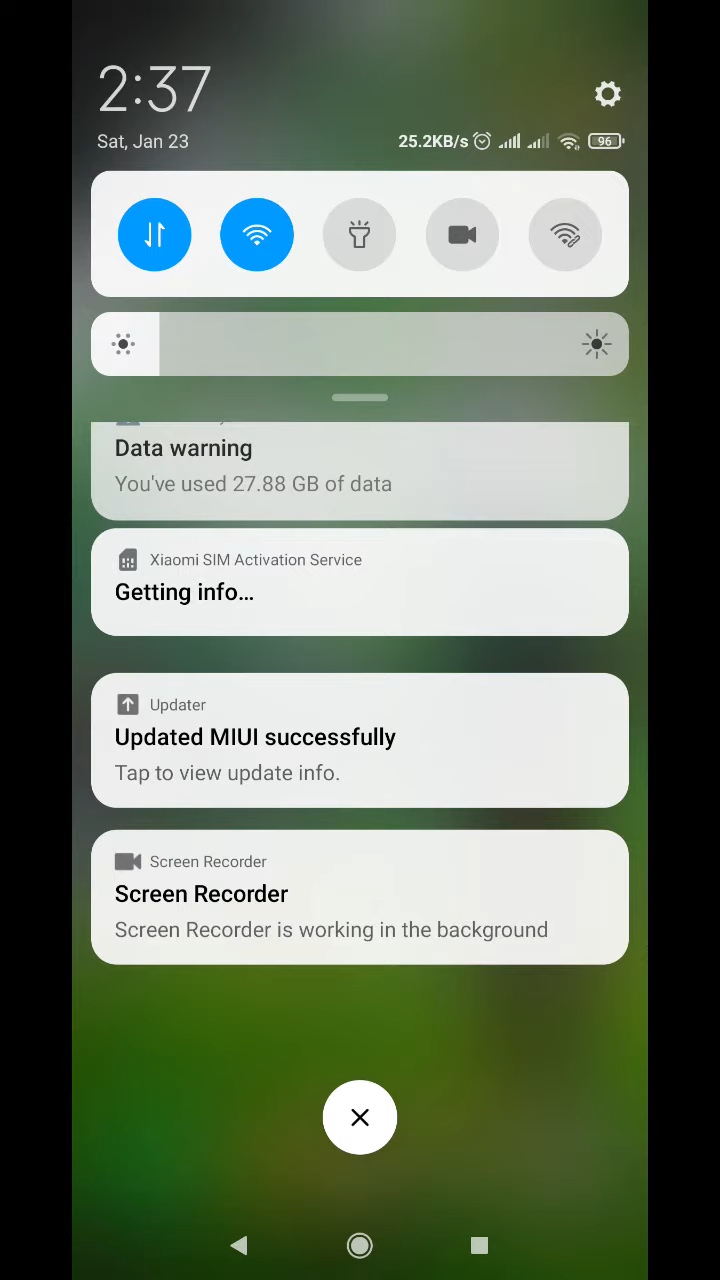 2:37
Sat, Jan 23
25.2KB/s
96
Data warning
You've used 27.88 GB of data
Xiaomi SIM Activation Service
Getting info…
Updater
Updated MIUI successfully
Tap to view update info.
Screen Recorder
Screen Recorder
Screen Recorder is working in the background